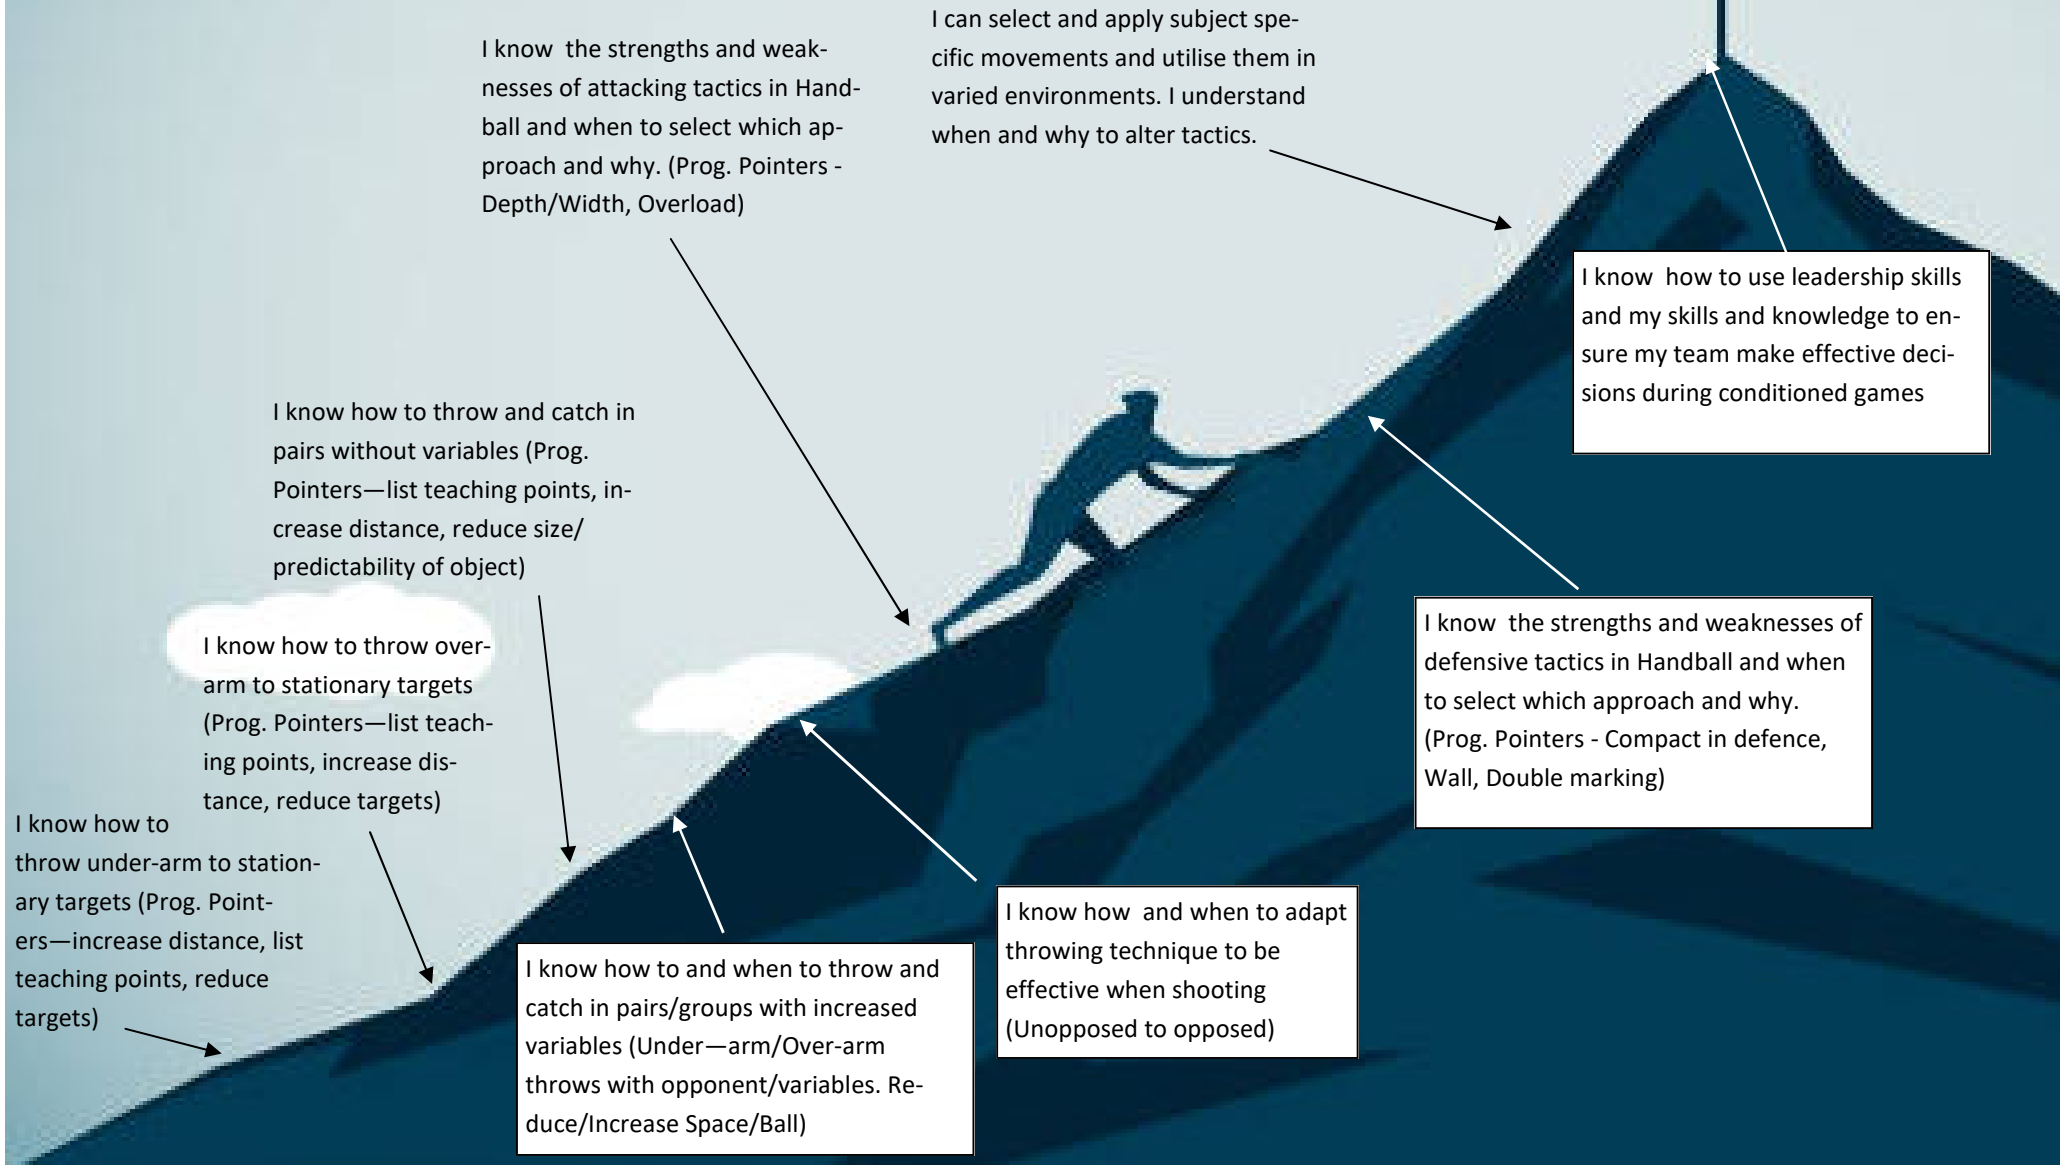 I can select and apply subject spe-
cific movements and utilise them in
varied environments. I understand
when and why to alter tactics.
I know  the strengths and weak-
nesses of attacking tactics in Hand-
ball and when to select which ap-
proach and why. (Prog. Pointers -
Depth/Width, Overload)
I know  how to use leadership skills
and my skills and knowledge to en-
sure my team make effective deci-
sions during conditioned games
I know how to throw and catch in
pairs without variables (Prog.
Pointers—list teaching points, in-
crease distance, reduce size/
predictability of object)
I know  the strengths and weaknesses of
defensive tactics in Handball and when
to select which approach and why.
(Prog. Pointers - Compact in defence,
Wall, Double marking)
I know how to throw over-
arm to stationary targets
(Prog. Pointers—list teach-
ing points, increase dis-
tance, reduce targets)
I know how to
throw under-arm to station-
ary targets (Prog. Point-
ers—increase distance, list
teaching points, reduce
targets)
I know how  and when to adapt
throwing technique to be
effective when shooting
(Unopposed to opposed)
I know how to and when to throw and
catch in pairs/groups with increased
variables (Under—arm/Over-arm
throws with opponent/variables. Re-
duce/Increase Space/Ball)